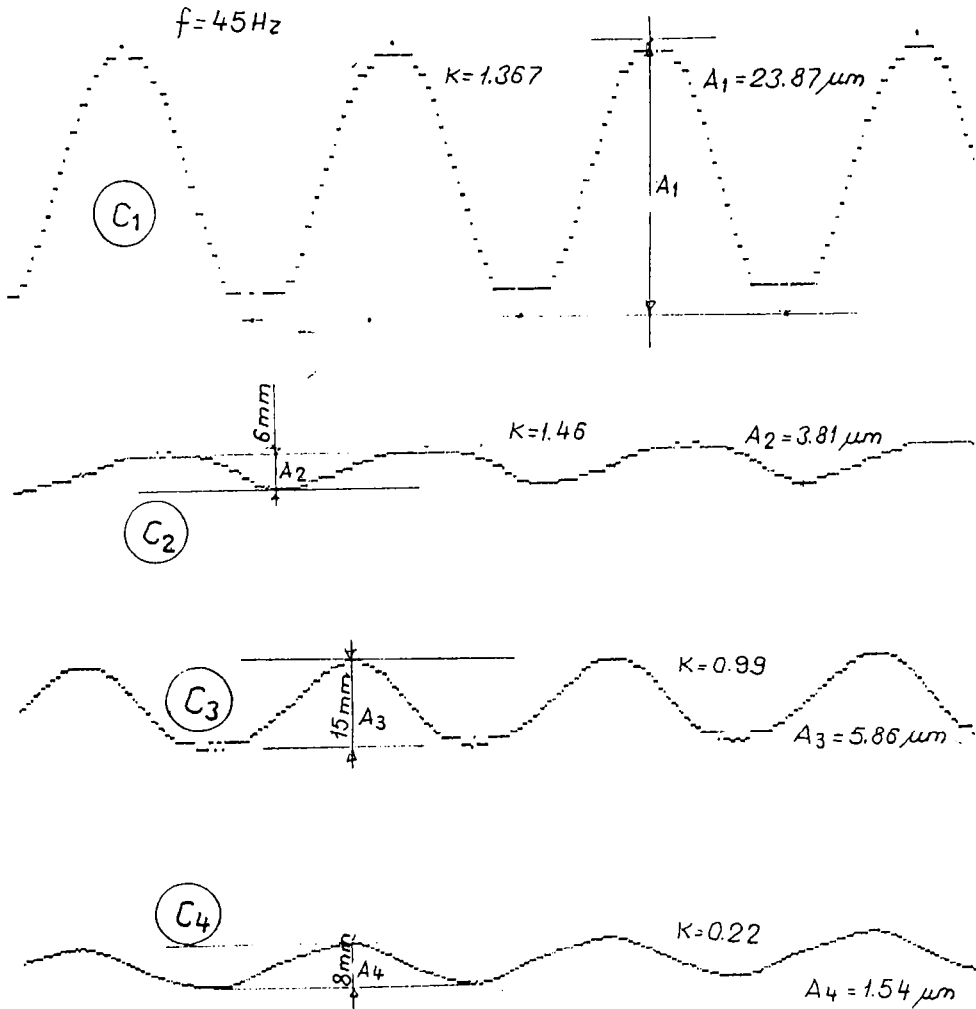 f=45Hz
K=1.367
A1=23.87 μm
A1
C1
6mm
K=1.46
A2=3.81 μm
A2
C2
K=0.99
C3
15mm
A3
A3=5.86 μm
C4
K=0.22
8mm
A4
A4=1.54 μm